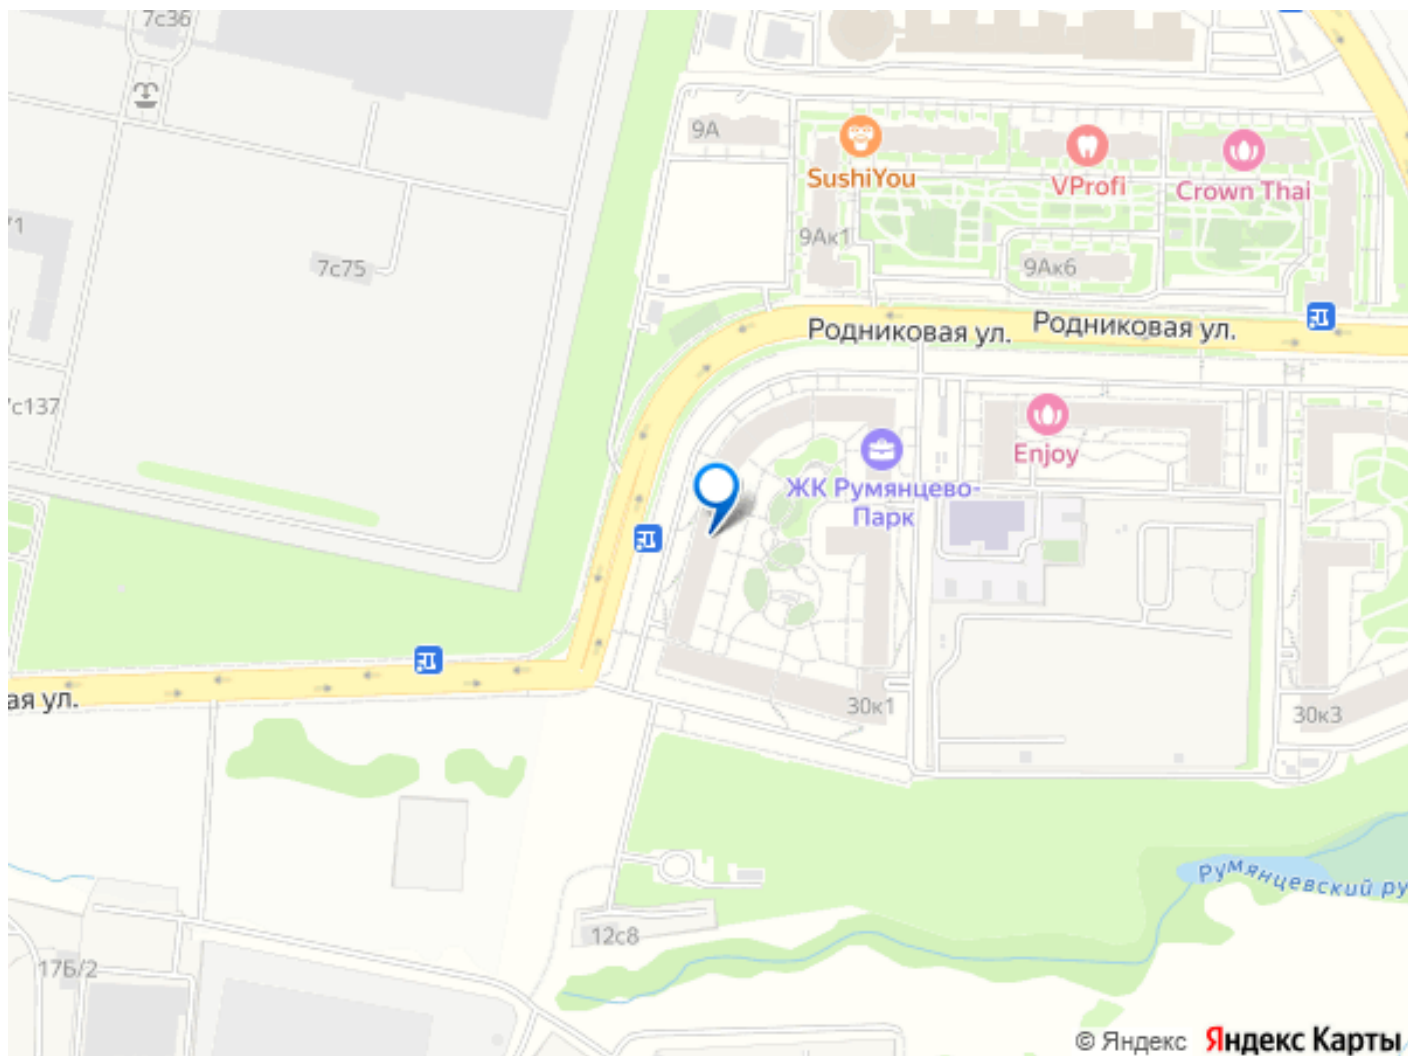 7с36
9А
SushiYou
VProfi
Crown Thai
9Ак1
9Ак6
7с75
Родниковая ул.
Родниковая ул.
Enjoy
ЖК Румянцево-
Парк
30к1
30к3
ая ул.
Румянцевский ру
12с8
17Б/2
© Яндекс Яндекс Карты